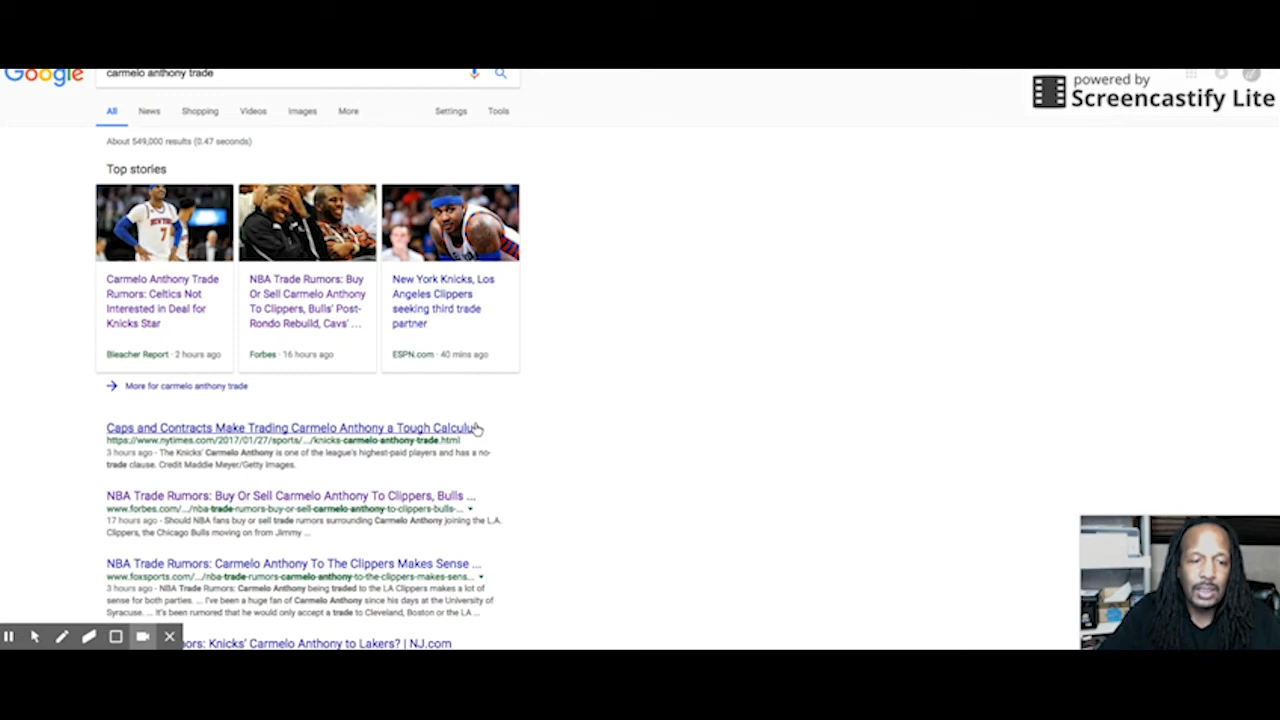 powered by
Screencastify Lite
Google
carmelo anthony trade
All News Shopping Videos Images More Settings Tools
About 549,000 results (0.47 seconds)
Top stories
NEW YORK
7
Carmelo Anthony Trade
Rumors: Celtics Not
Interested in Deal for
Knicks Star
Bleacher Report · 2 hours ago
NBA Trade Rumors: Buy
Or Sell Carmelo Anthony
To Clippers, Bulls' Post-
Rondo Rebuild, Cavs' ...
Forbes · 16 hours ago
New York Knicks, Los
Angeles Clippers
seeking third trade
partner
ESPN.com · 40 mins ago
More for carmelo anthony trade
Caps and Contracts Make Trading Carmelo Anthony a Tough
https://www.nytimes.com/2017/01/27/sports/.../knicks-carmelo-anthony-trade.html
3 hours ago - The Knicks' Carmelo Anthony is one of the league's highest-paid players and has a no-
trade clause. Credit Maddie Meyer/Getty Images.
NBA Trade Rumors: Buy Or Sell Carmelo Anthony To Clippers, Bulls ...
www.forbes.com/.../nba-trade-rumors-buy-or-sell-carmelo-anthony-to-clippers-bulls-...
17 hours ago - Should NBA fans buy or sell trade rumors surrounding Carmelo Anthony joining the L.A.
Clippers, the Chicago Bulls moving on from Jimmy ...
NBA Trade Rumors: Carmelo Anthony To The Clippers Makes Sense ...
www.foxsports.com/.../nba-trade-rumors-carmelo-anthony-to-the-clippers-makes-sens...
3 hours ago - NBA Trade Rumors: Carmelo Anthony being traded to the LA Clippers makes a lot of
sense for both parties. ... I've been a huge fan of Carmelo Anthony since his days at the University of
Syracuse. ... It's been rumored that he would only accept a trade to Cleveland, Boston or the LA ...
Knicks' Carmelo Anthony to Lakers? | NJ.com